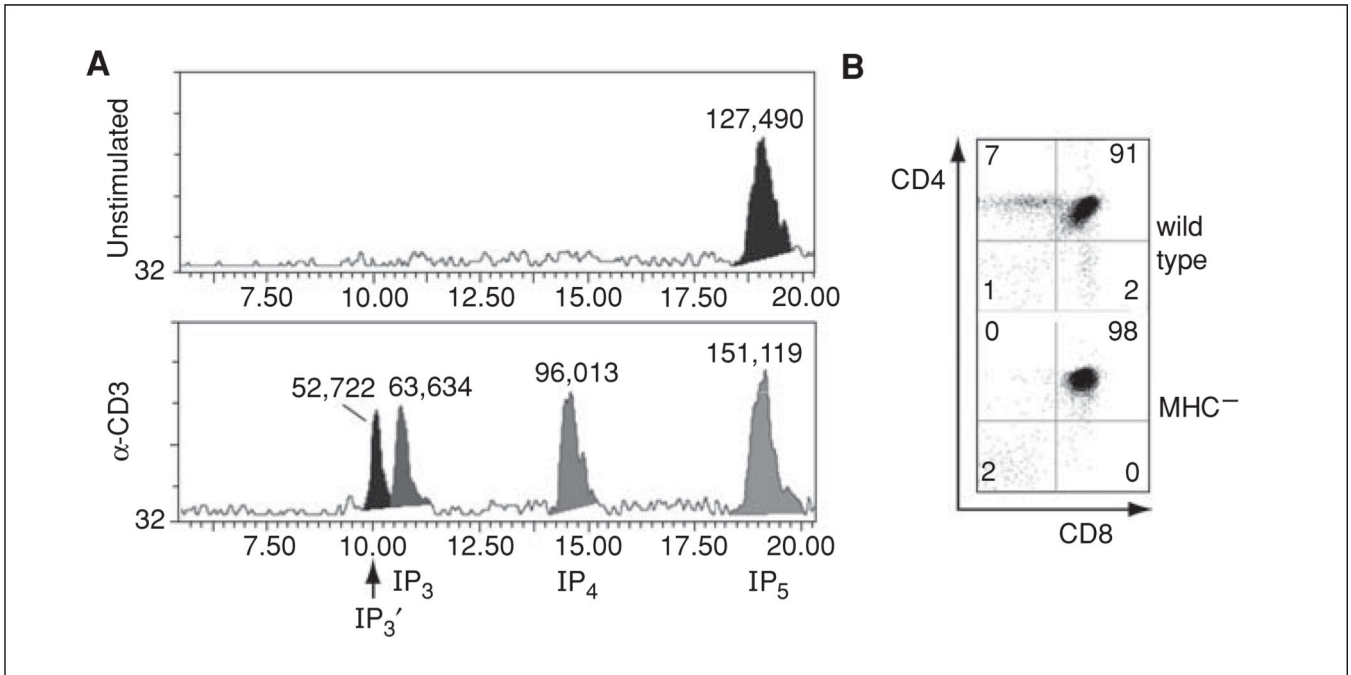 A
Unstimulated
127,490
32
7.50 10.00 12.50 15.00 17.50 20.00
α-CD3
52,722 63,634 96,013 151,119
32
7.50 10.00 12.50 15.00 17.50 20.00
IP₃ IP₄ IP₅
IP₃′
B
CD4
7 91
wild
type
1 2
0 98
MHC⁻
2 0
CD8